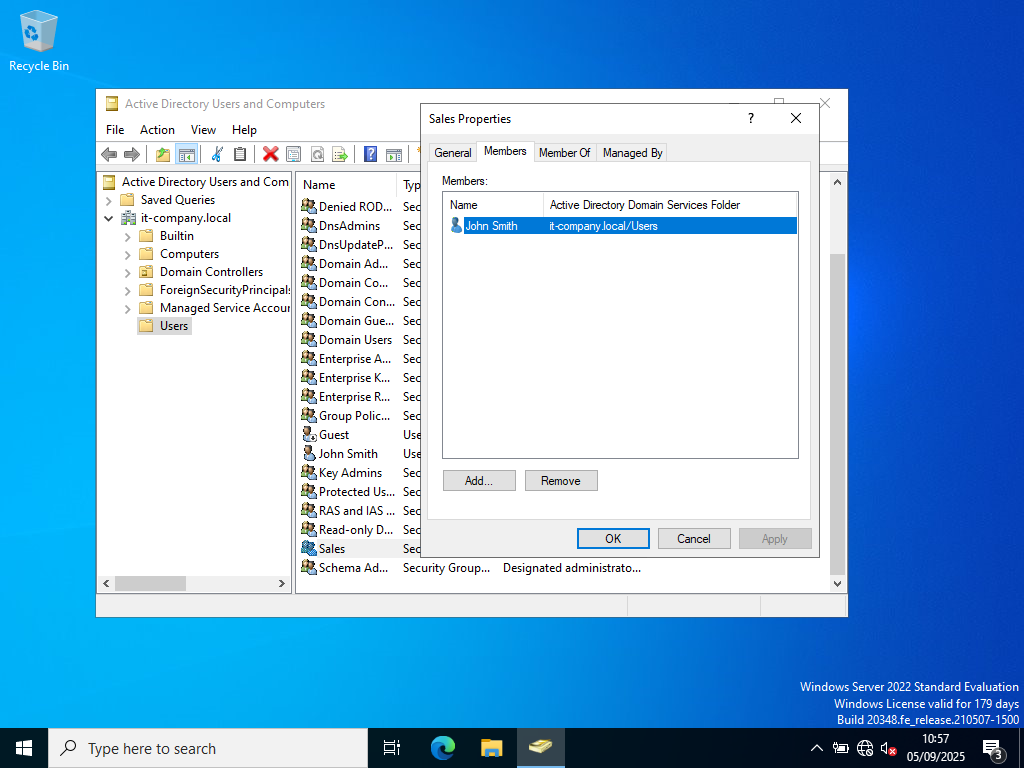 Recycle Bin
Active Directory Users and Computers
File Action View Help
Active Directory Users and Com
Saved Queries
it-company.local
Builtin
Computers
Domain Controllers
ForeignSecurityPrincipals
Managed Service Accour
Users
Name Typ
Denied ROD... Sec
DnsAdmins Sec
DnsUpdateP... Sec
Domain Ad... Sec
Domain Co... Sec
Domain Con... Sec
Domain Gue... Sec
Domain Users Sec
Enterprise A... Sec
Enterprise K... Sec
Enterprise R... Sec
Group Polic... Sec
Guest Use
John Smith Use
Key Admins Sec
Protected Us... Sec
RAS and IAS ... Sec
Read-only D... Sec
Sales Sec
Schema Ad... Security Group... Designated administrato...
Sales Properties ?
General Members Member Of Managed By
Members:
Name Active Directory Domain Services Folder
John Smith it-company.local/Users
Add... Remove
OK Cancel Apply
Windows Server 2022 Standard Evaluation
Windows License valid for 179 days
Build 20348.fe_release.210507-1500
Type here to search
10:57
05/09/2025
3